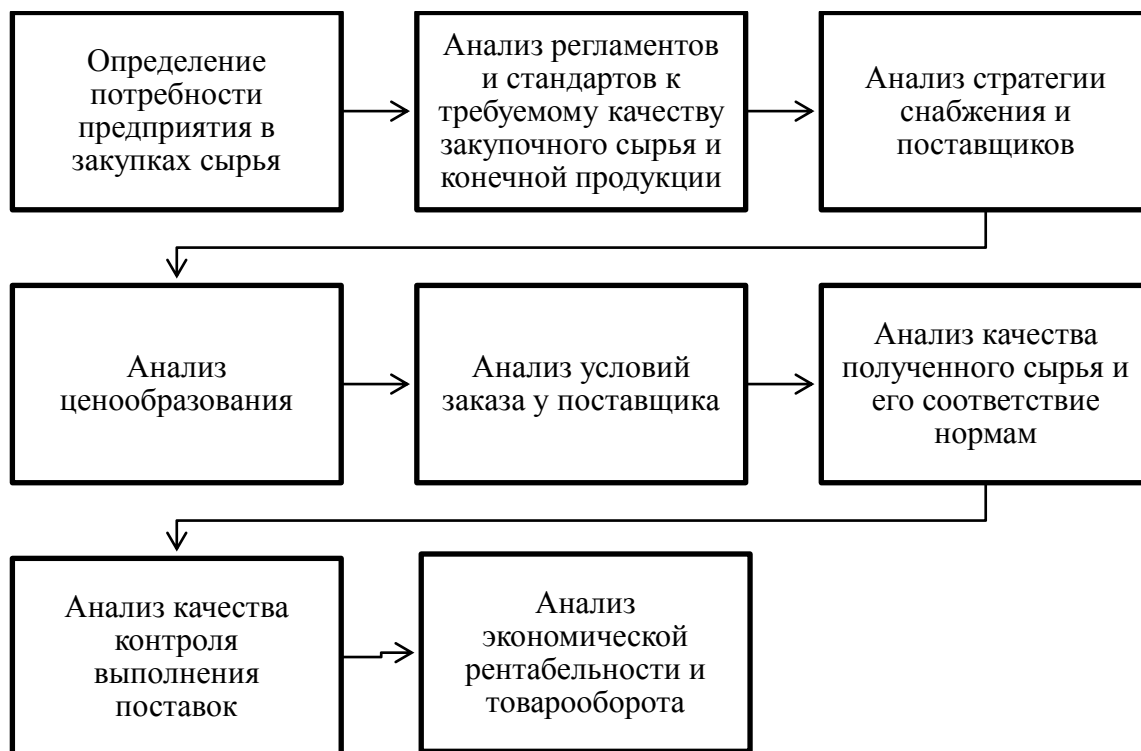 Определение
потребности
предприятия в
закупках сырья
Анализ регламентов
и стандартов к
требуемому качеству
закупочного сырья и
конечной продукции
Анализ стратегии
снабжения и
поставщиков
Анализ
ценообразования
Анализ условий
заказа у поставщика
Анализ качества
полученного сырья и
его соответствие
нормам
Анализ качества
контроля
выполнения
поставок
Анализ
экономической
рентабельности и
товарооборота